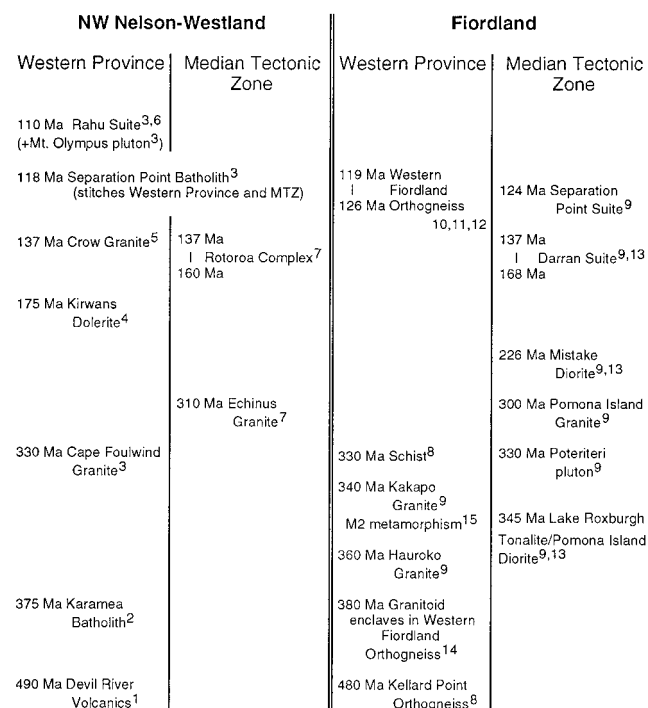 NW Nelson-Westland
Fiordland
Western Province
Median Tectonic
Zone
Western Province
Median Tectonic
Zone
110 Ma Rahu Suite3,6
(+Mt. Olympus pluton3)
118 Ma Separation Point Batholith3
(stitches Western Province and MTZ)
137 Ma Crow Granite5
175 Ma Kirwans
Dolerite4
330 Ma Cape Foulwind
Granite3
375 Ma Karamea
Batholith2
490 Ma Devil River
Volcanics1
137 Ma
| Rotoroa Complex7
160 Ma
310 Ma Echinus
Granite7
119 Ma Western
| Fiordland
126 Ma Orthogneiss
10,11,12
330 Ma Schist8
340 Ma Kakapo
Granite9
M2 metamorphism15
360 Ma Hauroko
Granite9
380 Ma Granitoid
enclaves in Western
Fiordland
Orthogneiss14
480 Ma Kellard Point
Orthogneiss8
124 Ma Separation
Point Suite9
137 Ma
| Darran Suite9,13
168 Ma
226 Ma Mistake
Diorite9,13
300 Ma Pomona Island
Granite9
330 Ma Poteriteri
pluton9
345 Ma Lake Roxburgh
Tonalite/Pomona Island
Diorite9,13